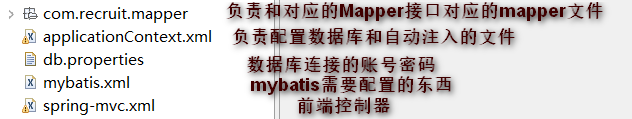 com.recruit.mapper 负责和对应的Mapper接口对应的mapper文件
applicationContext.xml 负责配置数据库和自动注入的文件
db.properties 数据库连接的账号密码
mybatis.xml mybatis需要配置的东西
spring-mvc.xml 前端控制器